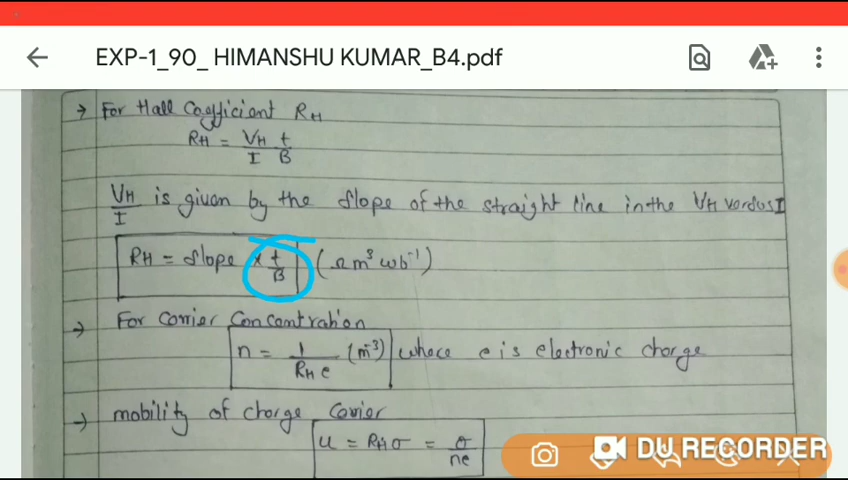 EXP-1_90_ HIMANSHU KUMAR_B4.pdf
→ For Hall Coefficient RH
RH = VH/I t/B
VH/I is given by the slope of the straight line in the VH versus I
RH = slope × t/B (Ωm³ wb⁻¹)
→ For Carrier Concentration
n = 1/RH e (m⁻³) where e is electronic charge
→ mobility of charge carrier
u = RHσ = σ/ne
DU RECORDER